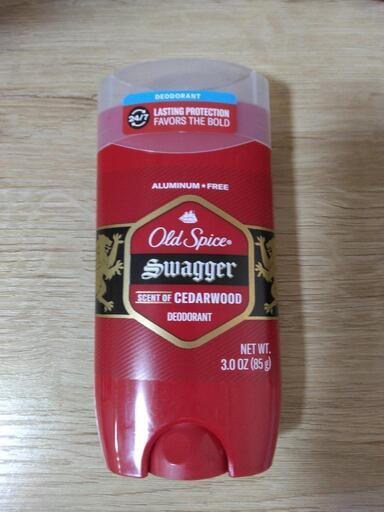 DEODORANT
24/7
LASTING PROTECTION
FAVORS THE BOLD
ALUMINUM • FREE
Old Spice®
Swagger
SCENT OF CEDARWOOD
DEODORANT
NET WT.
3.0 OZ (85 g)